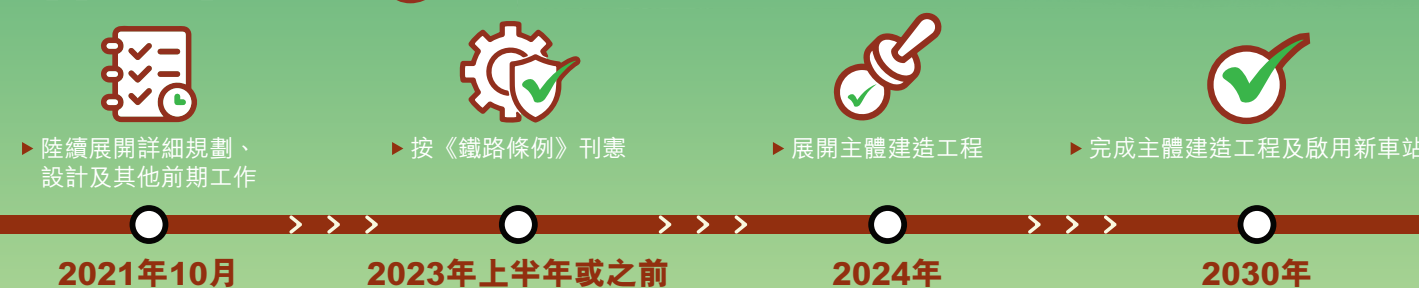 陸續展開詳細規劃、
設計及其他前期工作
按《鐵路條例》刊憲
展開主體建造工程
完成主體建造工程及啟用新車站
2021年10月
2023年上半年或之前
2024年
2030年